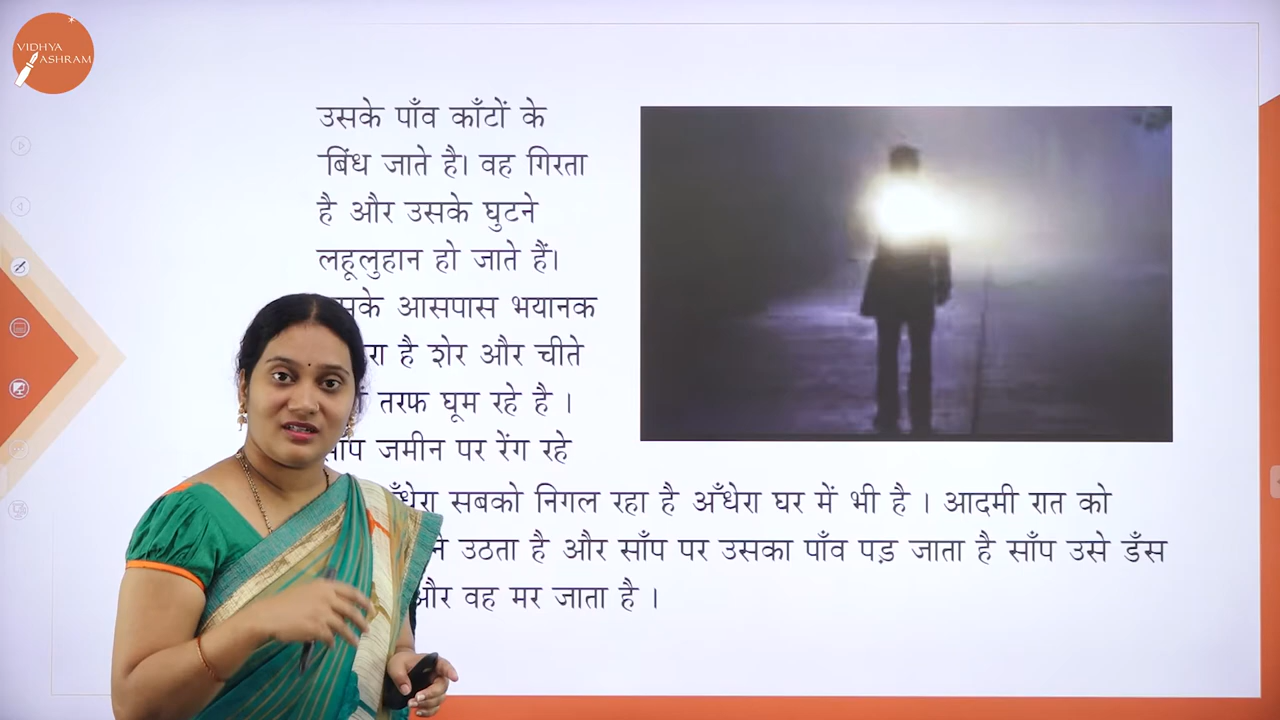 VIDHYA
ASHRAM
उसके पाँव काँटों के
बिंध जाते है। वह गिरता
है और उसके घुटने
लहूलुहान हो जाते हैं।
आसपास भयानक
है शेर और चीते
तरफ घूम रहे है ।
जमीन पर रेंग रहे
सबको निगल रहा है अँधेरा घर में भी है । आदमी रात को
उठता है और साँप पर उसका पाँव पड़ जाता है साँप उसे डँस
और वह मर जाता है ।